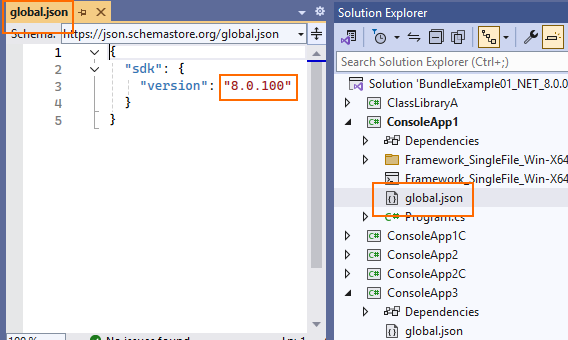 global.json
Schema: https://json.schemastore.org/global.json
1 {
2 "sdk": {
3 "version": "8.0.100"
4 }
5 }
100 % No issues found Ln: 1
Solution Explorer
Search Solution Explorer (Ctrl+;)
Solution 'BundleExample01_NET_8.0.0
ClassLibraryA
ConsoleApp1
Dependencies
Framework_SingleFile_Win-X64
Framework_SingleFile_Win-X64
global.json
Program.cs
ConsoleApp1C
ConsoleApp2
ConsoleApp2C
ConsoleApp3
Dependencies
global.json